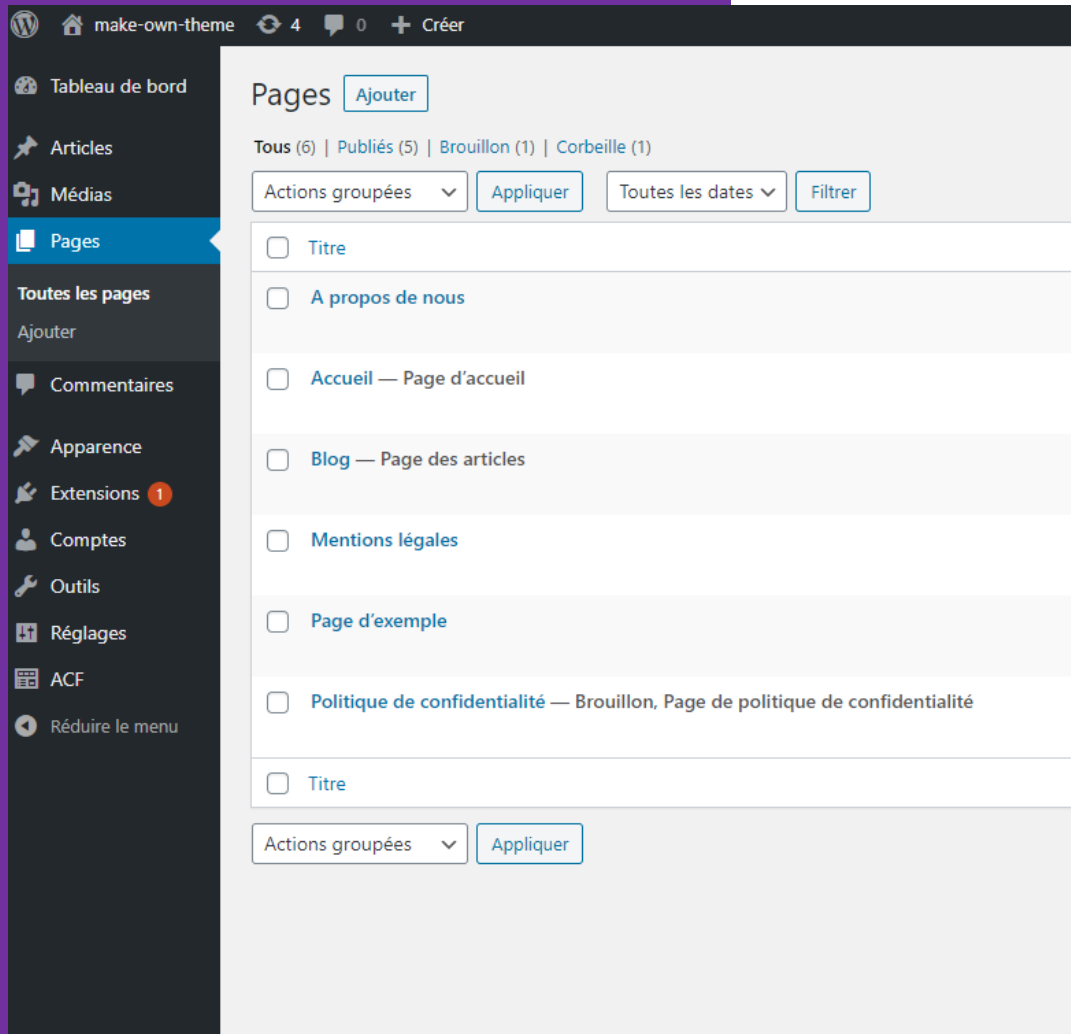 make-own-theme 4 0 Créer
Tableau de bord
Articles
Médias
Pages
Toutes les pages
Ajouter
Commentaires
Apparence
Extensions 1
Comptes
Outils
Réglages
ACF
Réduire le menu
Pages Ajouter
Tous (6) | Publiés (5) | Brouillon (1) | Corbeille (1)
Actions groupées Appliquer Toutes les dates Filtrer
Titre
A propos de nous
Accueil — Page d’accueil
Blog — Page des articles
Mentions légales
Page d’exemple
Politique de confidentialité — Brouillon, Page de politique de confidentialité
Titre
Actions groupées Appliquer